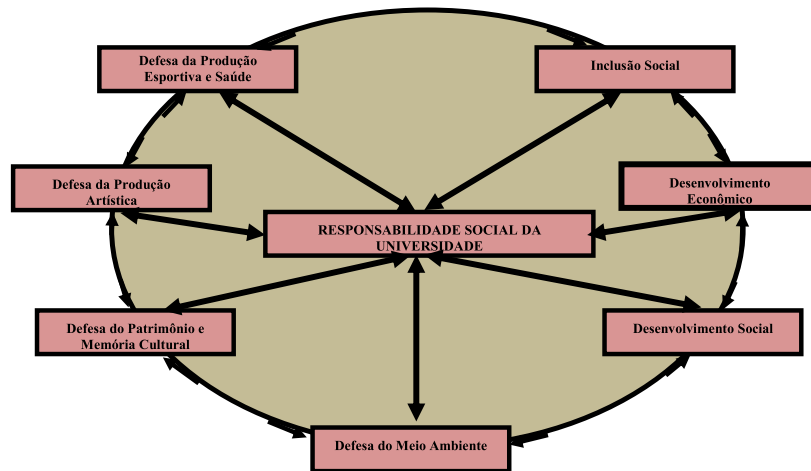 Defesa da Produção
Esportiva e Saúde
Inclusão Social
Defesa da Produção
Artística
Desenvolvimento
Econômico
RESPONSABILIDADE SOCIAL DA
UNIVERSIDADE
Defesa do Patrimônio e
Memória Cultural
Desenvolvimento Social
Defesa do Meio Ambiente